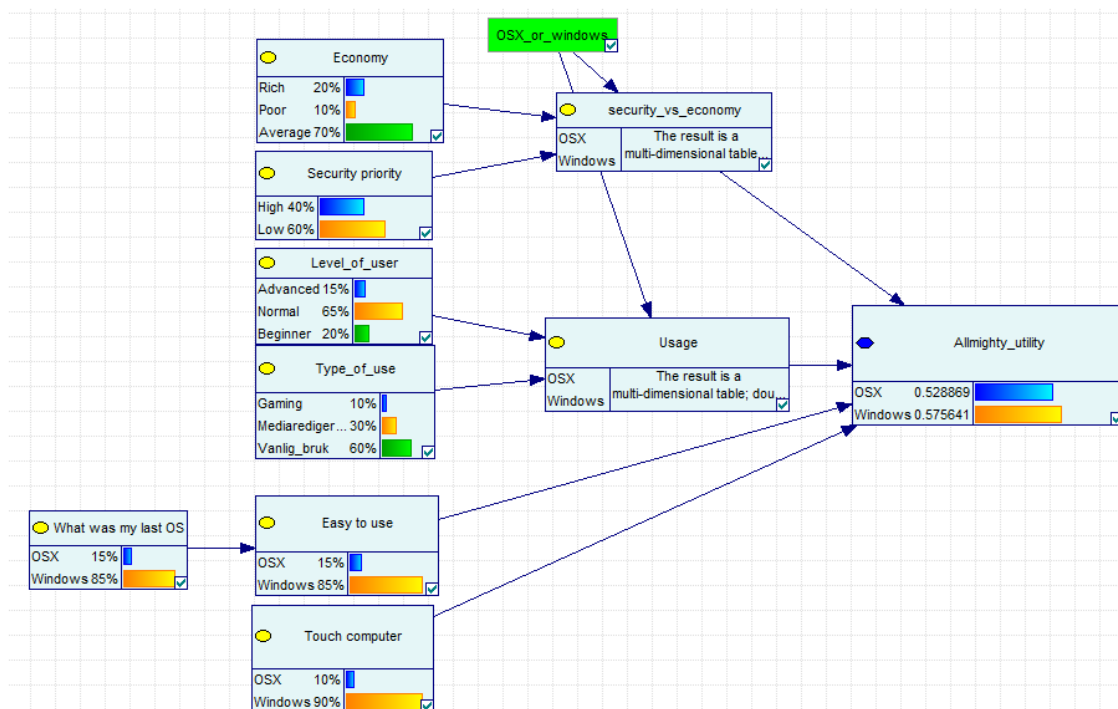 OSX_or_windows
Economy
Rich 20%
Poor 10%
Average 70%
security_vs_economy
OSX
Windows
The result is a
multi-dimensional table...
Security priority
High 40%
Low 60%
Level_of_user
Advanced 15%
Normal 65%
Beginner 20%
Type_of_use
Gaming 10%
Mediarediger... 30%
Vanlig_bruk 60%
Usage
OSX
Windows
The result is a
multi-dimensional table; dou...
Allmighty_utility
OSX 0.528869
Windows 0.575641
What was my last OS
OSX 15%
Windows 85%
Easy to use
OSX 15%
Windows 85%
Touch computer
OSX 10%
Windows 90%